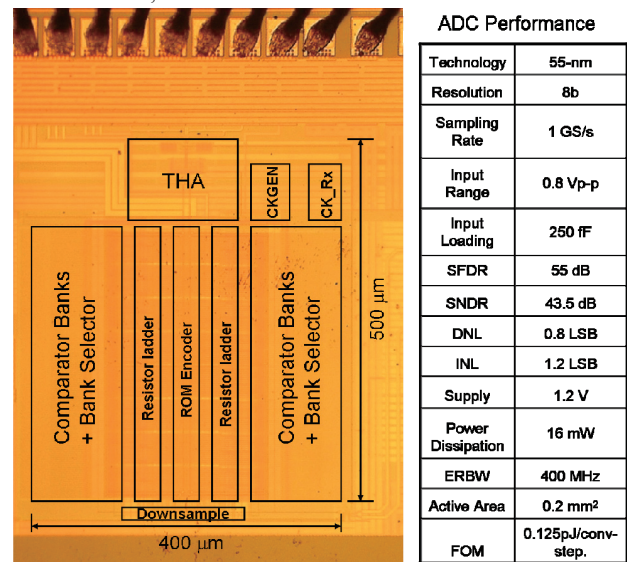 ADC Performance
THA
CKGEN
CK_Rx
Comparator Banks
+ Bank Selector
Resistor ladder
ROM Encoder
Resistor ladder
Comparator Banks
+ Bank Selector
500 μm
Downsample
400 μm
Technology 55-nm
Resolution 8b
Sampling
Rate 1 GS/s
Input
Range 0.8 Vp-p
Input
Loading 250 fF
SFDR 55 dB
SNDR 43.5 dB
DNL 0.8 LSB
INL 1.2 LSB
Supply 1.2 V
Power
Dissipation 16 mW
ERBW 400 MHz
Active Area 0.2 mm²
FOM 0.125pJ/conv-
step.